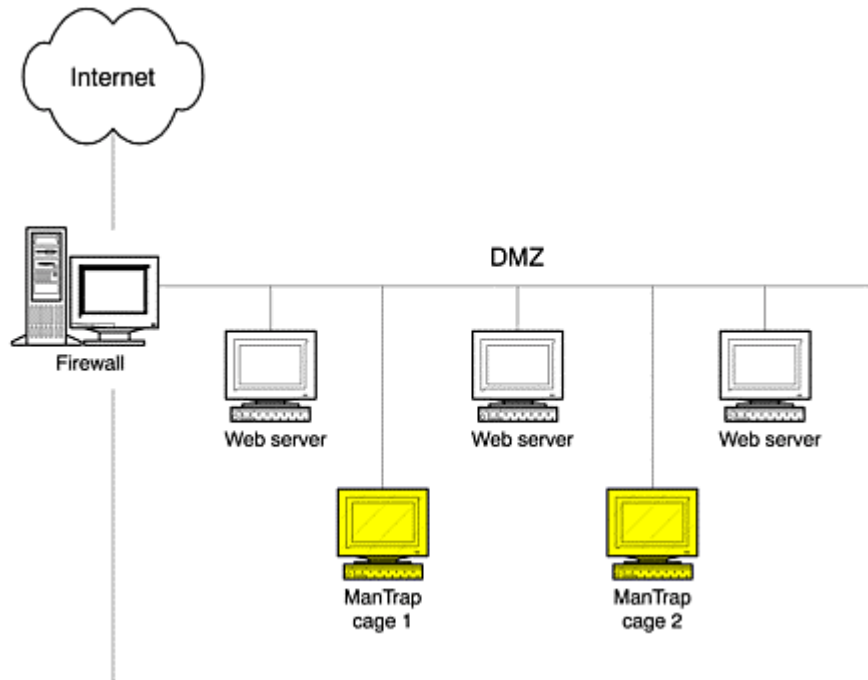 Internet
DMZ
Firewall
Web server
Web server
Web server
ManTrap
cage 1
ManTrap
cage 2